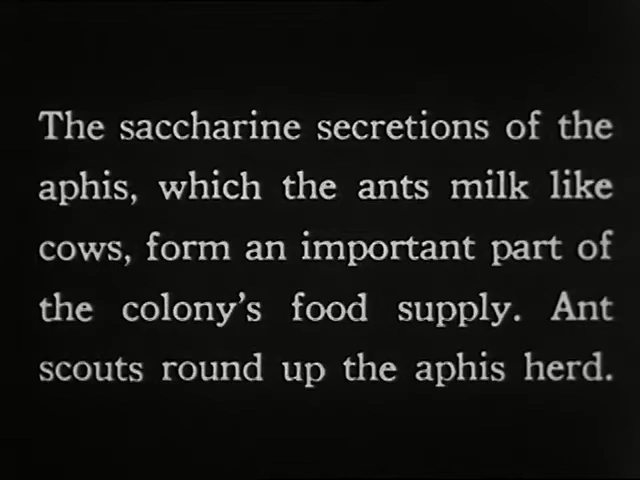 The saccharine secretions of the
aphis, which the ants milk like
cows, form an important part of
the colony's food supply. Ant
scouts round up the aphis herd.